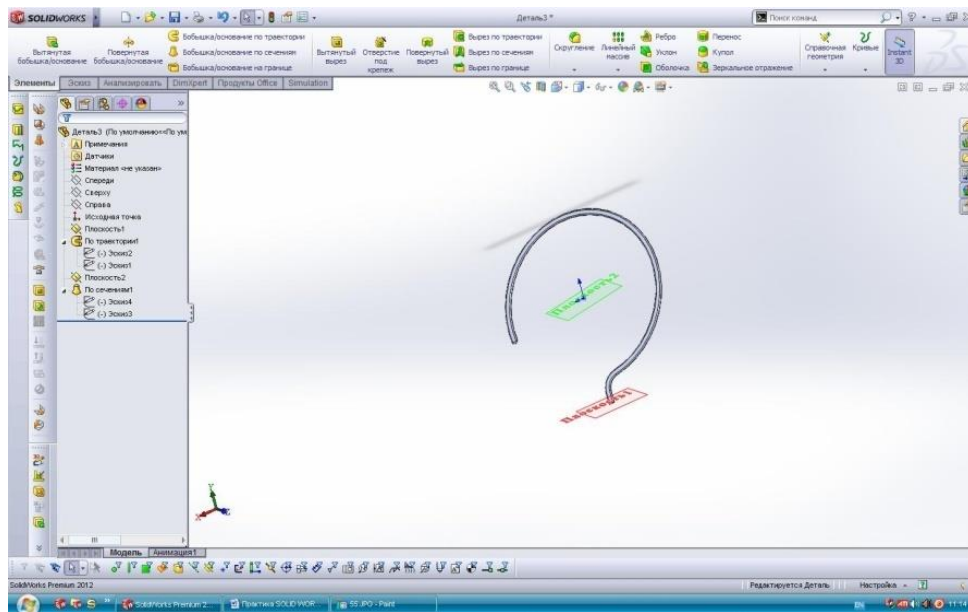 SOLIDWORKS
Деталь3 *
Поиск команд
Вытянутая бобышка/основание
Повернутая бобышка/основание
Бобышка/основание по траектории
Бобышка/основание по сечениям
Бобышка/основание на границе
Вытянутый вырез
Отверстие под крепеж
Повернутый вырез
Вырез по траектории
Вырез по сечениям
Вырез по границе
Скругление
Линейный массив
Ребро
Уклон
Оболочка
Перенос
Купол
Зеркальное отражение
Справочная геометрия
Кривые
Instant 3D
Элементы Эскиз Анализировать DimXpert Продукты Office Simulation
Деталь3 (По умолчанию<<По ум
Примечания
Датчики
Материал <не указан>
Спереди
Сверху
Справа
Исходная точка
Плоскость1
По траектории1
(-) Эскиз2
(-) Эскиз1
Плоскость2
По сечениям1
(-) Эскиз4
(-) Эскиз3
Плоскость2
Плоскость1
Модель Анимация1
SolidWorks Premium 2012
Редактируется Деталь
Настройка
SolidWorks Premium 2...
Практика SOLID WOR...
55.JPG - Paint
EN
11:14